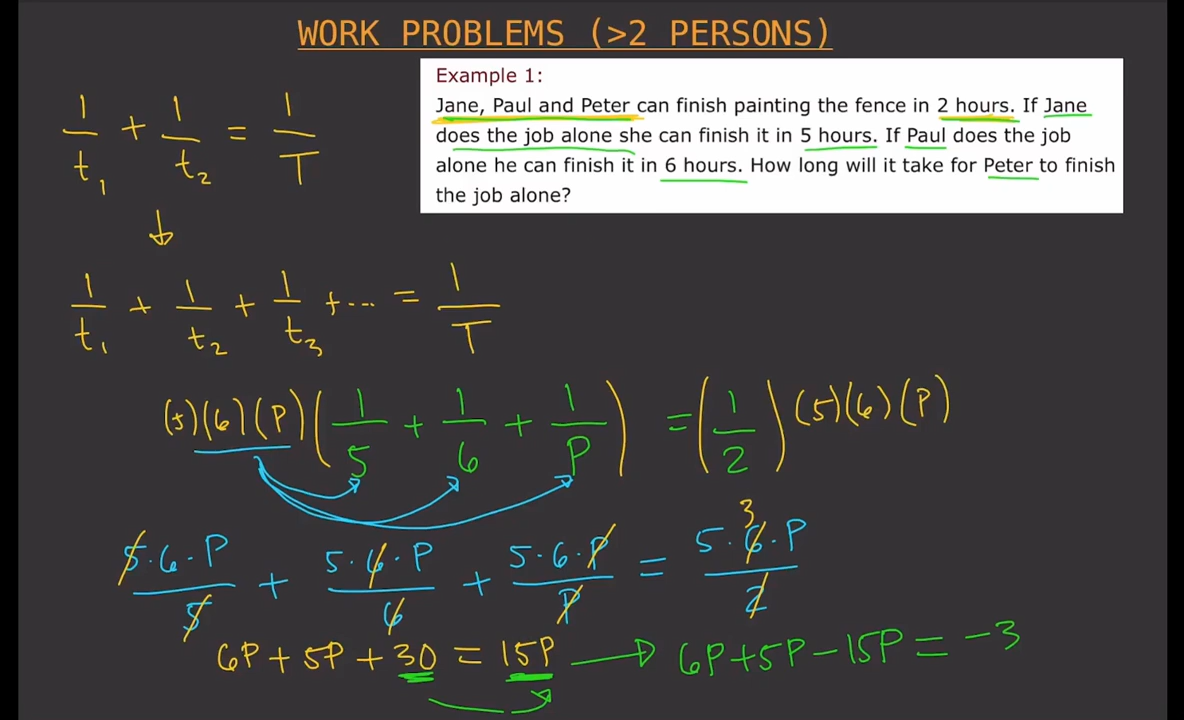 WORK PROBLEMS (>2 PERSONS)
Example 1:
Jane, Paul and Peter can finish painting the fence in 2 hours. If Jane
does the job alone she can finish it in 5 hours. If Paul does the job
alone he can finish it in 6 hours. How long will it take for Peter to finish
the job alone?
1/t₁ + 1/t₂ = 1/T
↓
1/t₁ + 1/t₂ + 1/t₃ + ... = 1/T
(5)(6)(P)(1/5 + 1/6 + 1/P) = (1/2)(5)(6)(P)
5·6·P/5 + 5·6·P/6 + 5·6·P/P = 5·6·P/2
3
6P + 5P + 30 = 15P → 6P + 5P - 15P = -3